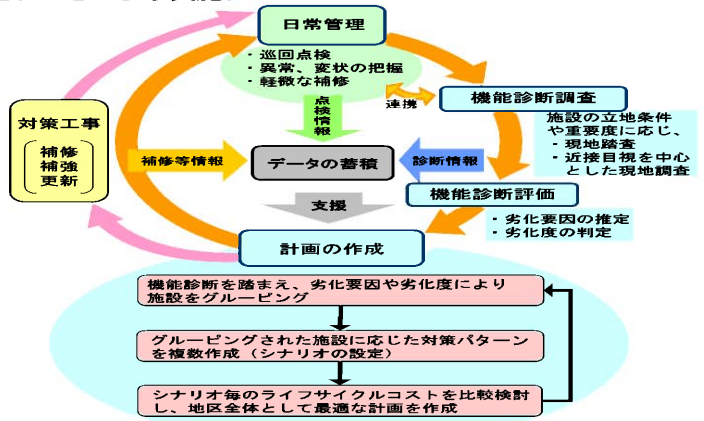 日常管理
・巡回点検
・異常、変状の把握
・軽微な補修
点検情報
連携
機能診断調査
施設の立地条件
や重要度に応じ、
・現地踏査
・近接目視を中心
とした現地調査
対策工事
補修
補強
更新
補修等情報
データの蓄積
診断情報
機能診断評価
・劣化要因の推定
・劣化度の判定
支援
計画の作成
機能診断を踏まえ、劣化要因や劣化度により
施設をグルーピング
グルーピングされた施設に応じた対策パターン
を複数作成（シナリオの設定）
シナリオ毎のライフサイクルコストを比較検討
し、地区全体として最適な計画を作成